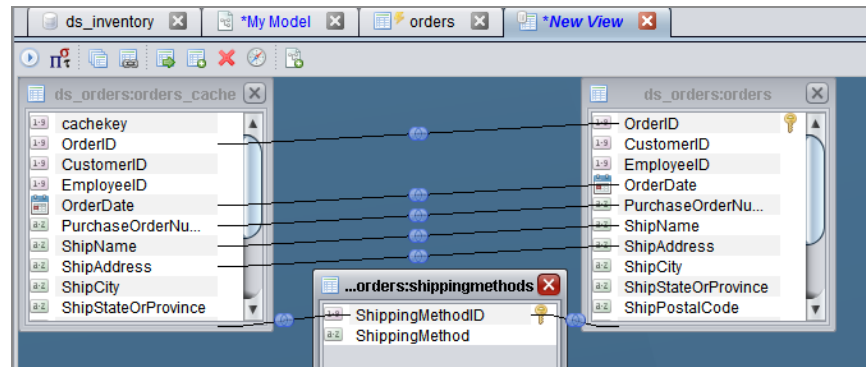 ds_inventory
*My Model
orders
*New View
ds_orders:orders_cache
cachekey
OrderID
CustomerID
EmployeeID
OrderDate
PurchaseOrderNu...
ShipName
ShipAddress
ShipCity
ShipStateOrProvince
ds_orders:orders
OrderID
CustomerID
EmployeeID
OrderDate
PurchaseOrderNu...
ShipName
ShipAddress
ShipCity
ShipStateOrProvince
ShipPostalCode
...orders:shippingmethods
ShippingMethodID
ShippingMethod